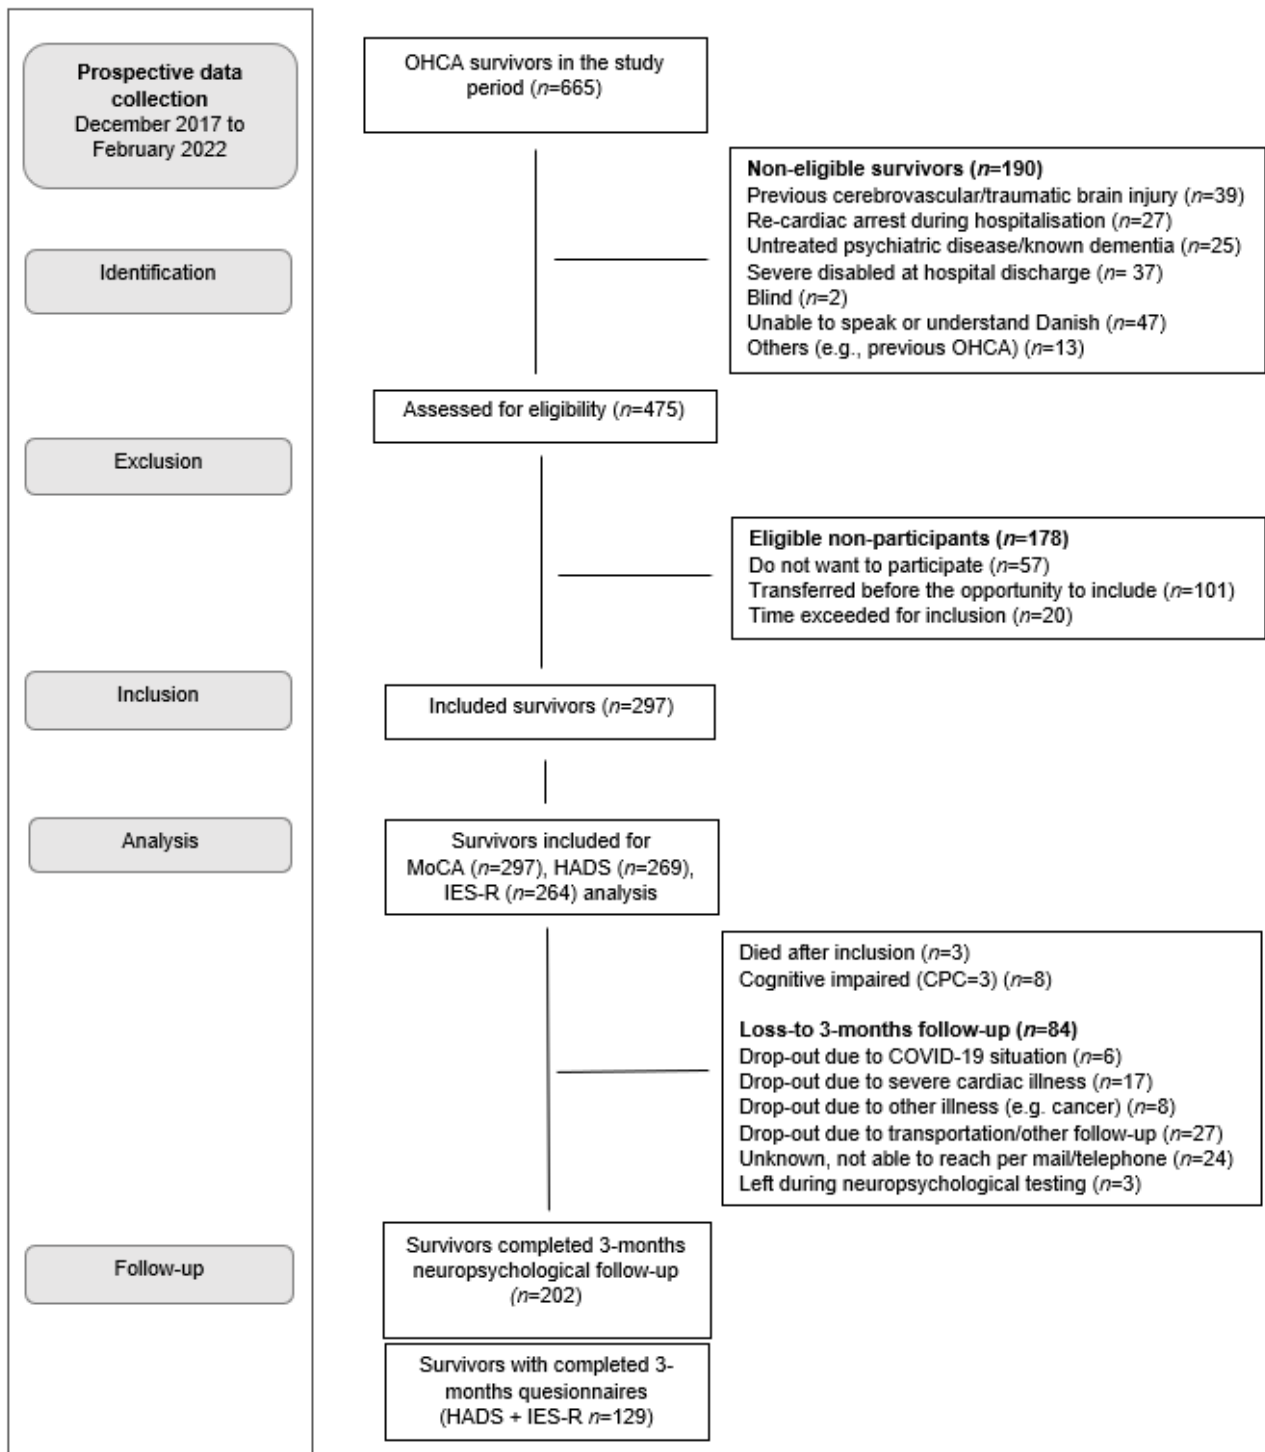 Prospective data
collection
December 2017 to
February 2022
OHCA survivors in the study
period (n=665)
Non-eligible survivors (n=190)
Previous cerebrovascular/traumatic brain injury (n=39)
Re-cardiac arrest during hospitalisation (n=27)
Untreated psychiatric disease/known dementia (n=25)
Severe disabled at hospital discharge (n= 37)
Blind (n=2)
Unable to speak or understand Danish (n=47)
Others (e.g., previous OHCA) (n=13)
Identification
Assessed for eligibility (n=475)
Exclusion
Eligible non-participants (n=178)
Do not want to participate (n=57)
Transferred before the opportunity to include (n=101)
Time exceeded for inclusion (n=20)
Inclusion
Included survivors (n=297)
Analysis
Survivors included for
MoCA (n=297), HADS (n=269),
IES-R (n=264) analysis
Died after inclusion (n=3)
Cognitive impaired (CPC=3) (n=8)
Loss-to 3-months follow-up (n=84)
Drop-out due to COVID-19 situation (n=6)
Drop-out due to severe cardiac illness (n=17)
Drop-out due to other illness (e.g. cancer) (n=8)
Drop-out due to transportation/other follow-up (n=27)
Unknown, not able to reach per mail/telephone (n=24)
Left during neuropsychological testing (n=3)
Follow-up
Survivors completed 3-months
neuropsychological follow-up
(n=202)
Survivors with completed 3-
months quesionnaires
(HADS + IES-R n=129)